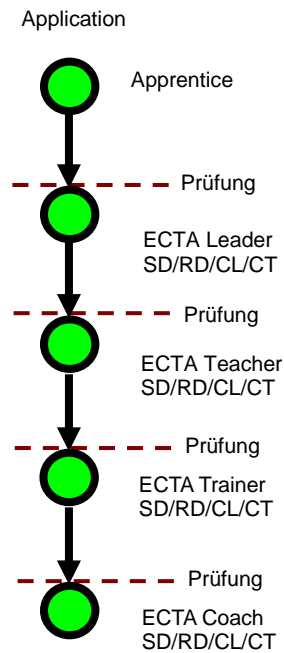 Application
Apprentice
Prüfung
ECTA Leader
SD/RD/CL/CT
Prüfung
ECTA Teacher
SD/RD/CL/CT
Prüfung
ECTA Trainer
SD/RD/CL/CT
Prüfung
ECTA Coach
SD/RD/CL/CT